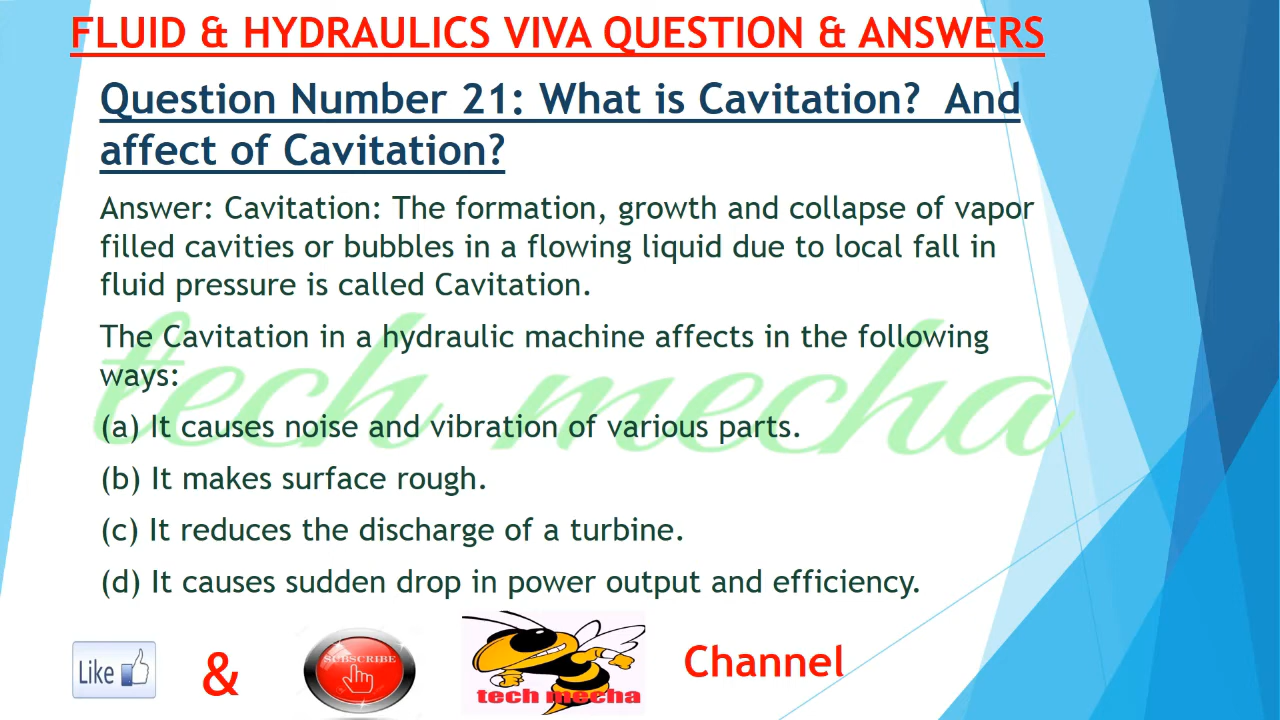 FLUID & HYDRAULICS VIVA QUESTION & ANSWERS
Question Number 21: What is Cavitation? And
affect of Cavitation?
Answer: Cavitation: The formation, growth and collapse of vapor
filled cavities or bubbles in a flowing liquid due to local fall in
fluid pressure is called Cavitation.
The Cavitation in a hydraulic machine affects in the following
ways:
tech mecha
(a) It causes noise and vibration of various parts.
(b) It makes surface rough.
(c) It reduces the discharge of a turbine.
(d) It causes sudden drop in power output and efficiency.
Like & SUBSCRIBE tech mecha Channel